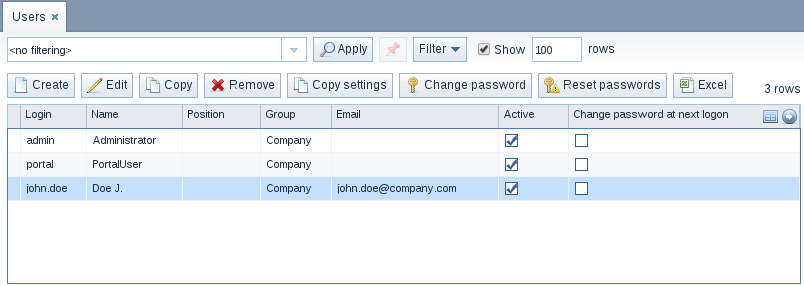 Users
<no filtering> Apply Filter Show 100 rows
Create Edit Copy Remove Copy settings Change password Reset passwords Excel 3 rows
Login Name Position Group Email Active Change password at next logon
admin Administrator Company
portal PortalUser Company
john.doe Doe J. Company john.doe@company.com